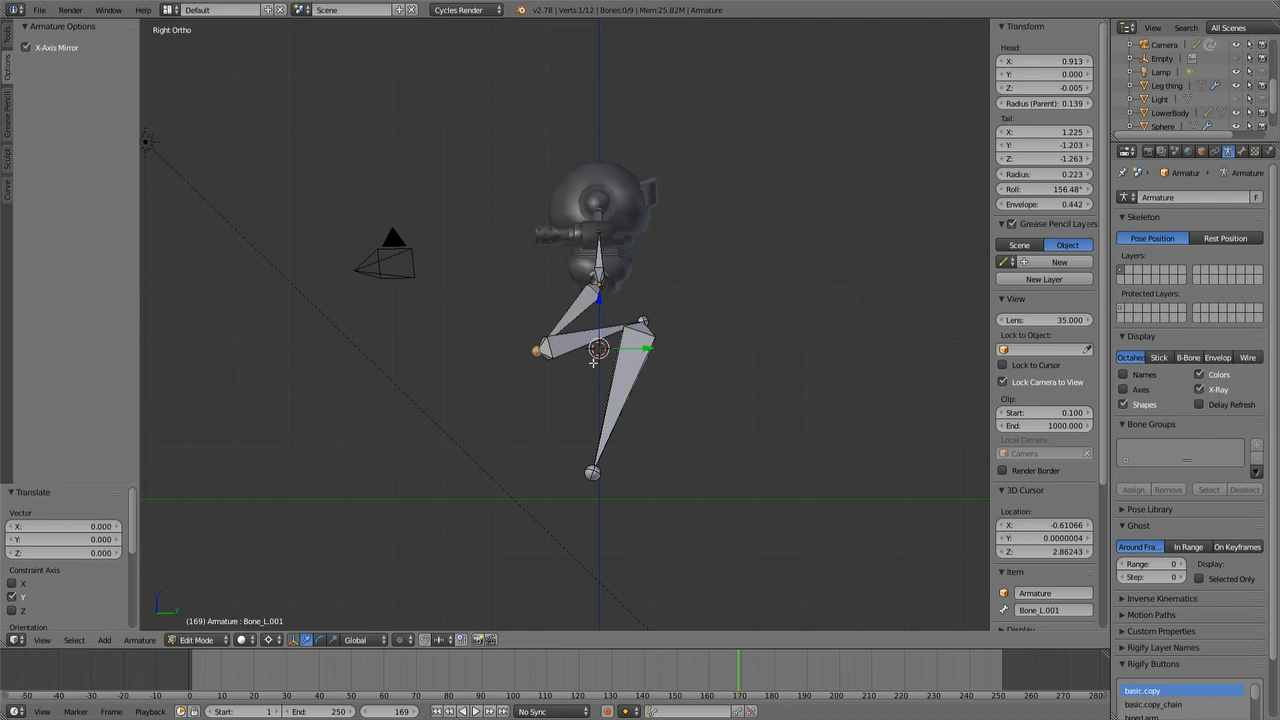 File Render Window Help Default Scene Cycles Render v2.78 | Verts:1/12 | Bones:0/9 | Mem:25.82M | Armature
View Search All Scenes
Tools
Options
Grease Pencil
Sculpt
Curve
Armature Options
X-Axis Mirror
Right Ortho
Transform
Head:
X: 0.913
Y: 0.000
Z: -0.005
Radius (Parent): 0.139
Tail:
X: 1.225
Y: -1.203
Z: -1.263
Radius: 0.223
Roll: 156.48°
Envelope: 0.442
Grease Pencil Layers
Scene Object
New
New Layer
View
Lens: 35.000
Lock to Object:
Lock to Cursor
Lock Camera to View
Clip:
Start: 0.100
End: 1000.000
Local Camera:
Camera
Render Border
3D Cursor
Location:
X: -0.61066
Y: 0.0000004
Z: 2.86243
Item
Armature
Bone_L.001
Camera
Empty
Lamp
Leg thing
Light
LowerBody
Sphere
Armatur Armature
Armature F
Skeleton
Pose Position Rest Position
Layers:
Protected Layers:
Display
Octahed Stick B-Bone Envelop Wire
Names Colors
Axes X-Ray
Shapes Delay Refresh
Bone Groups
Assign Remove Select Deselect
Pose Library
Ghost
Around Fra... In Range On Keyframes
Range: 0 Display:
Step: 0 Selected Only
Inverse Kinematics
Motion Paths
Custom Properties
Rigify Layer Names
Rigify Buttons
basic.copy
basic.copy_chain
biped.arm
Translate
Vector
X: 0.000
Y: 0.000
Z: 0.000
Constraint Axis
X
Y
Z
Orientation
z
y
(169) Armature : Bone_L.001
View Select Add Armature Edit Mode Global
-50 -40 -30 -20 -10 0 10 20 30 40 50 60 70 80 90 100 110 120 130 140 150 160 170 180 190 200 210 220 230 240 250 260 270 280
View Marker Frame Playback Start: 1 End: 250 169 No Sync